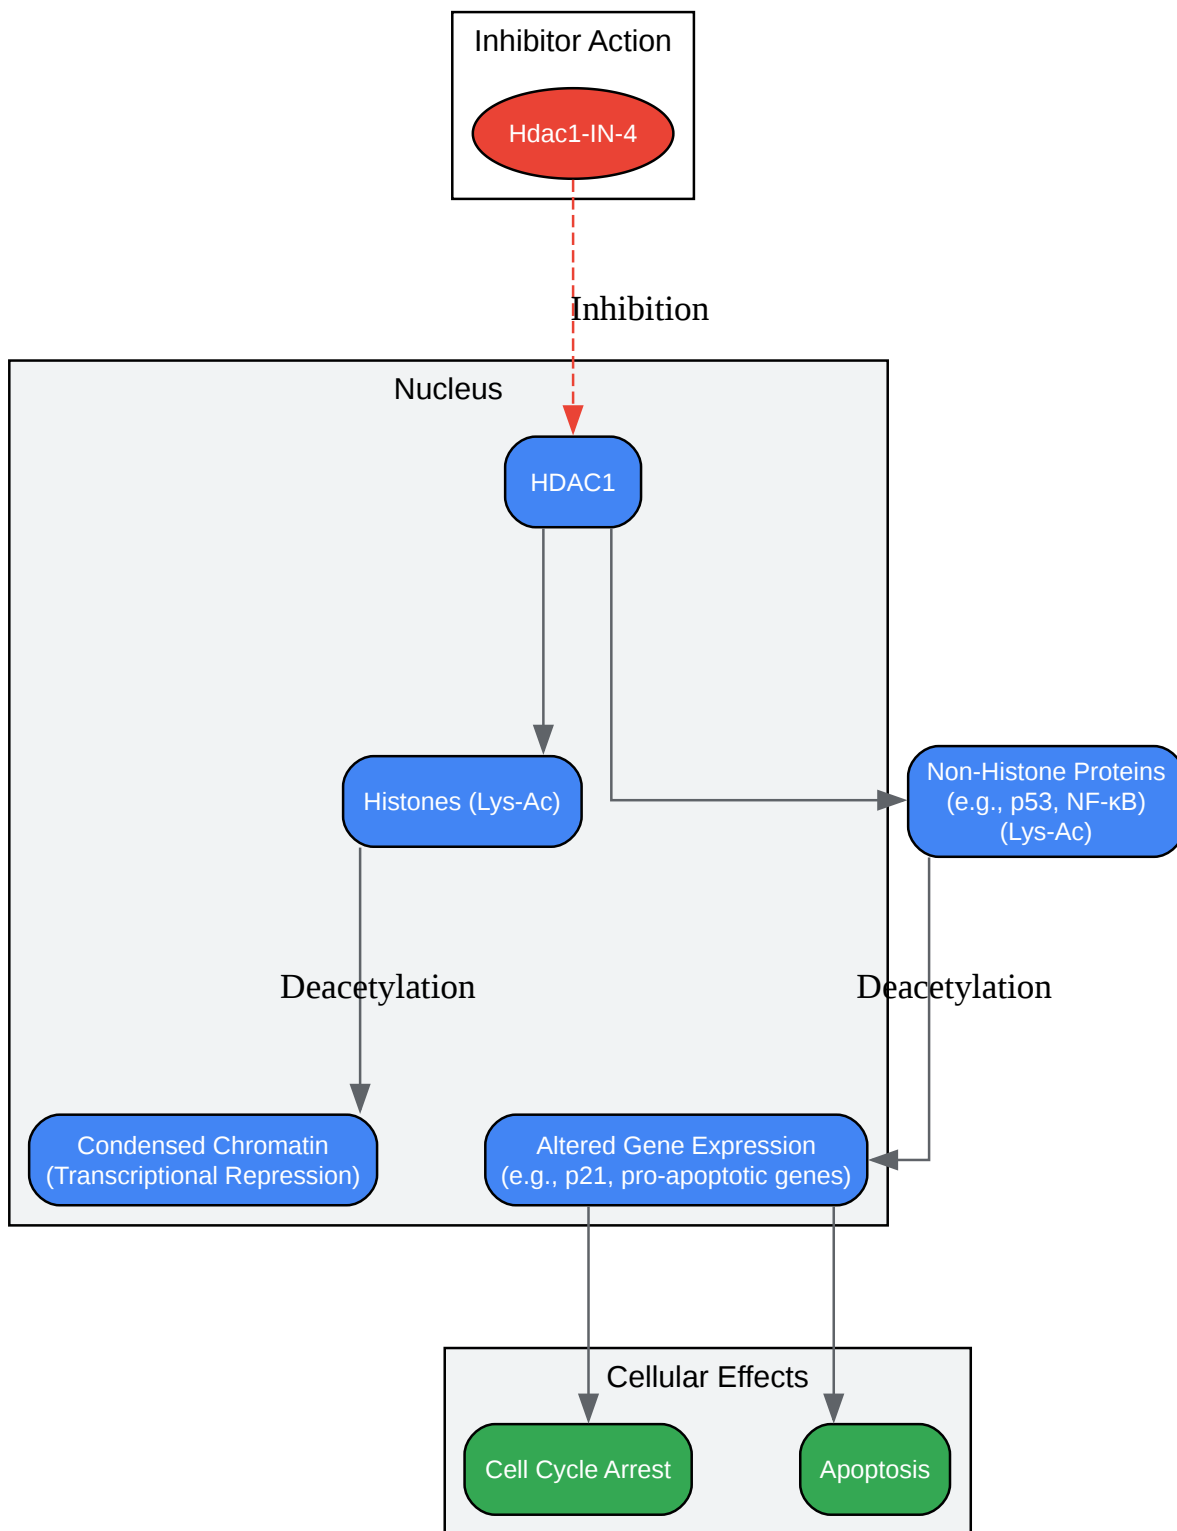 Inhibitor Action
Hdac1-IN-4
Inhibition
Nucleus
HDAC1
Histones (Lys-Ac)
Non-Histone Proteins
(e.g., p53, NF-κB)
(Lys-Ac)
Deacetylation
Deacetylation
Condensed Chromatin
(Transcriptional Repression)
Altered Gene Expression
(e.g., p21, pro-apoptotic genes)
Cellular Effects
Cell Cycle Arrest
Apoptosis